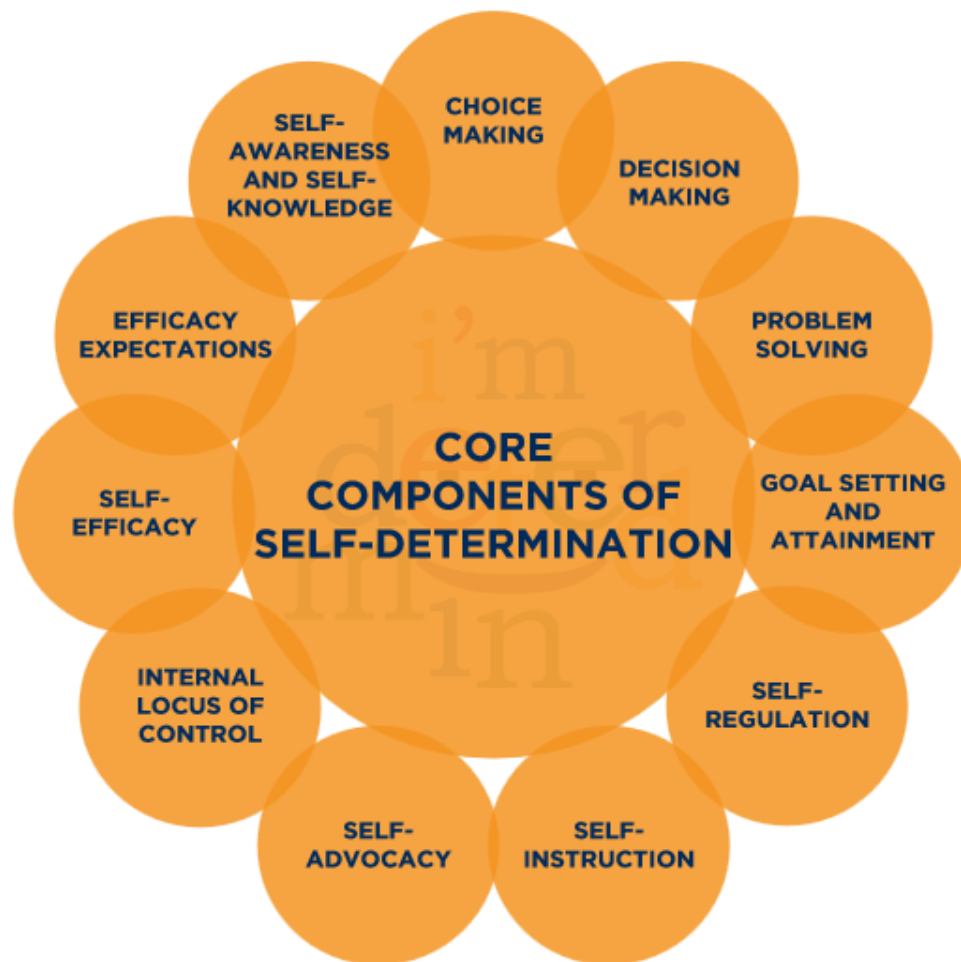 CHOICE
MAKING
DECISION
MAKING
PROBLEM
SOLVING
GOAL SETTING
AND
ATTAINMENT
SELF-
REGULATION
SELF-
INSTRUCTION
SELF-
ADVOCACY
INTERNAL
LOCUS OF
CONTROL
SELF-
EFFICACY
EFFICACY
EXPECTATIONS
SELF-
AWARENESS
AND SELF-
KNOWLEDGE
CORE
COMPONENTS OF
SELF-DETERMINATION
i'm